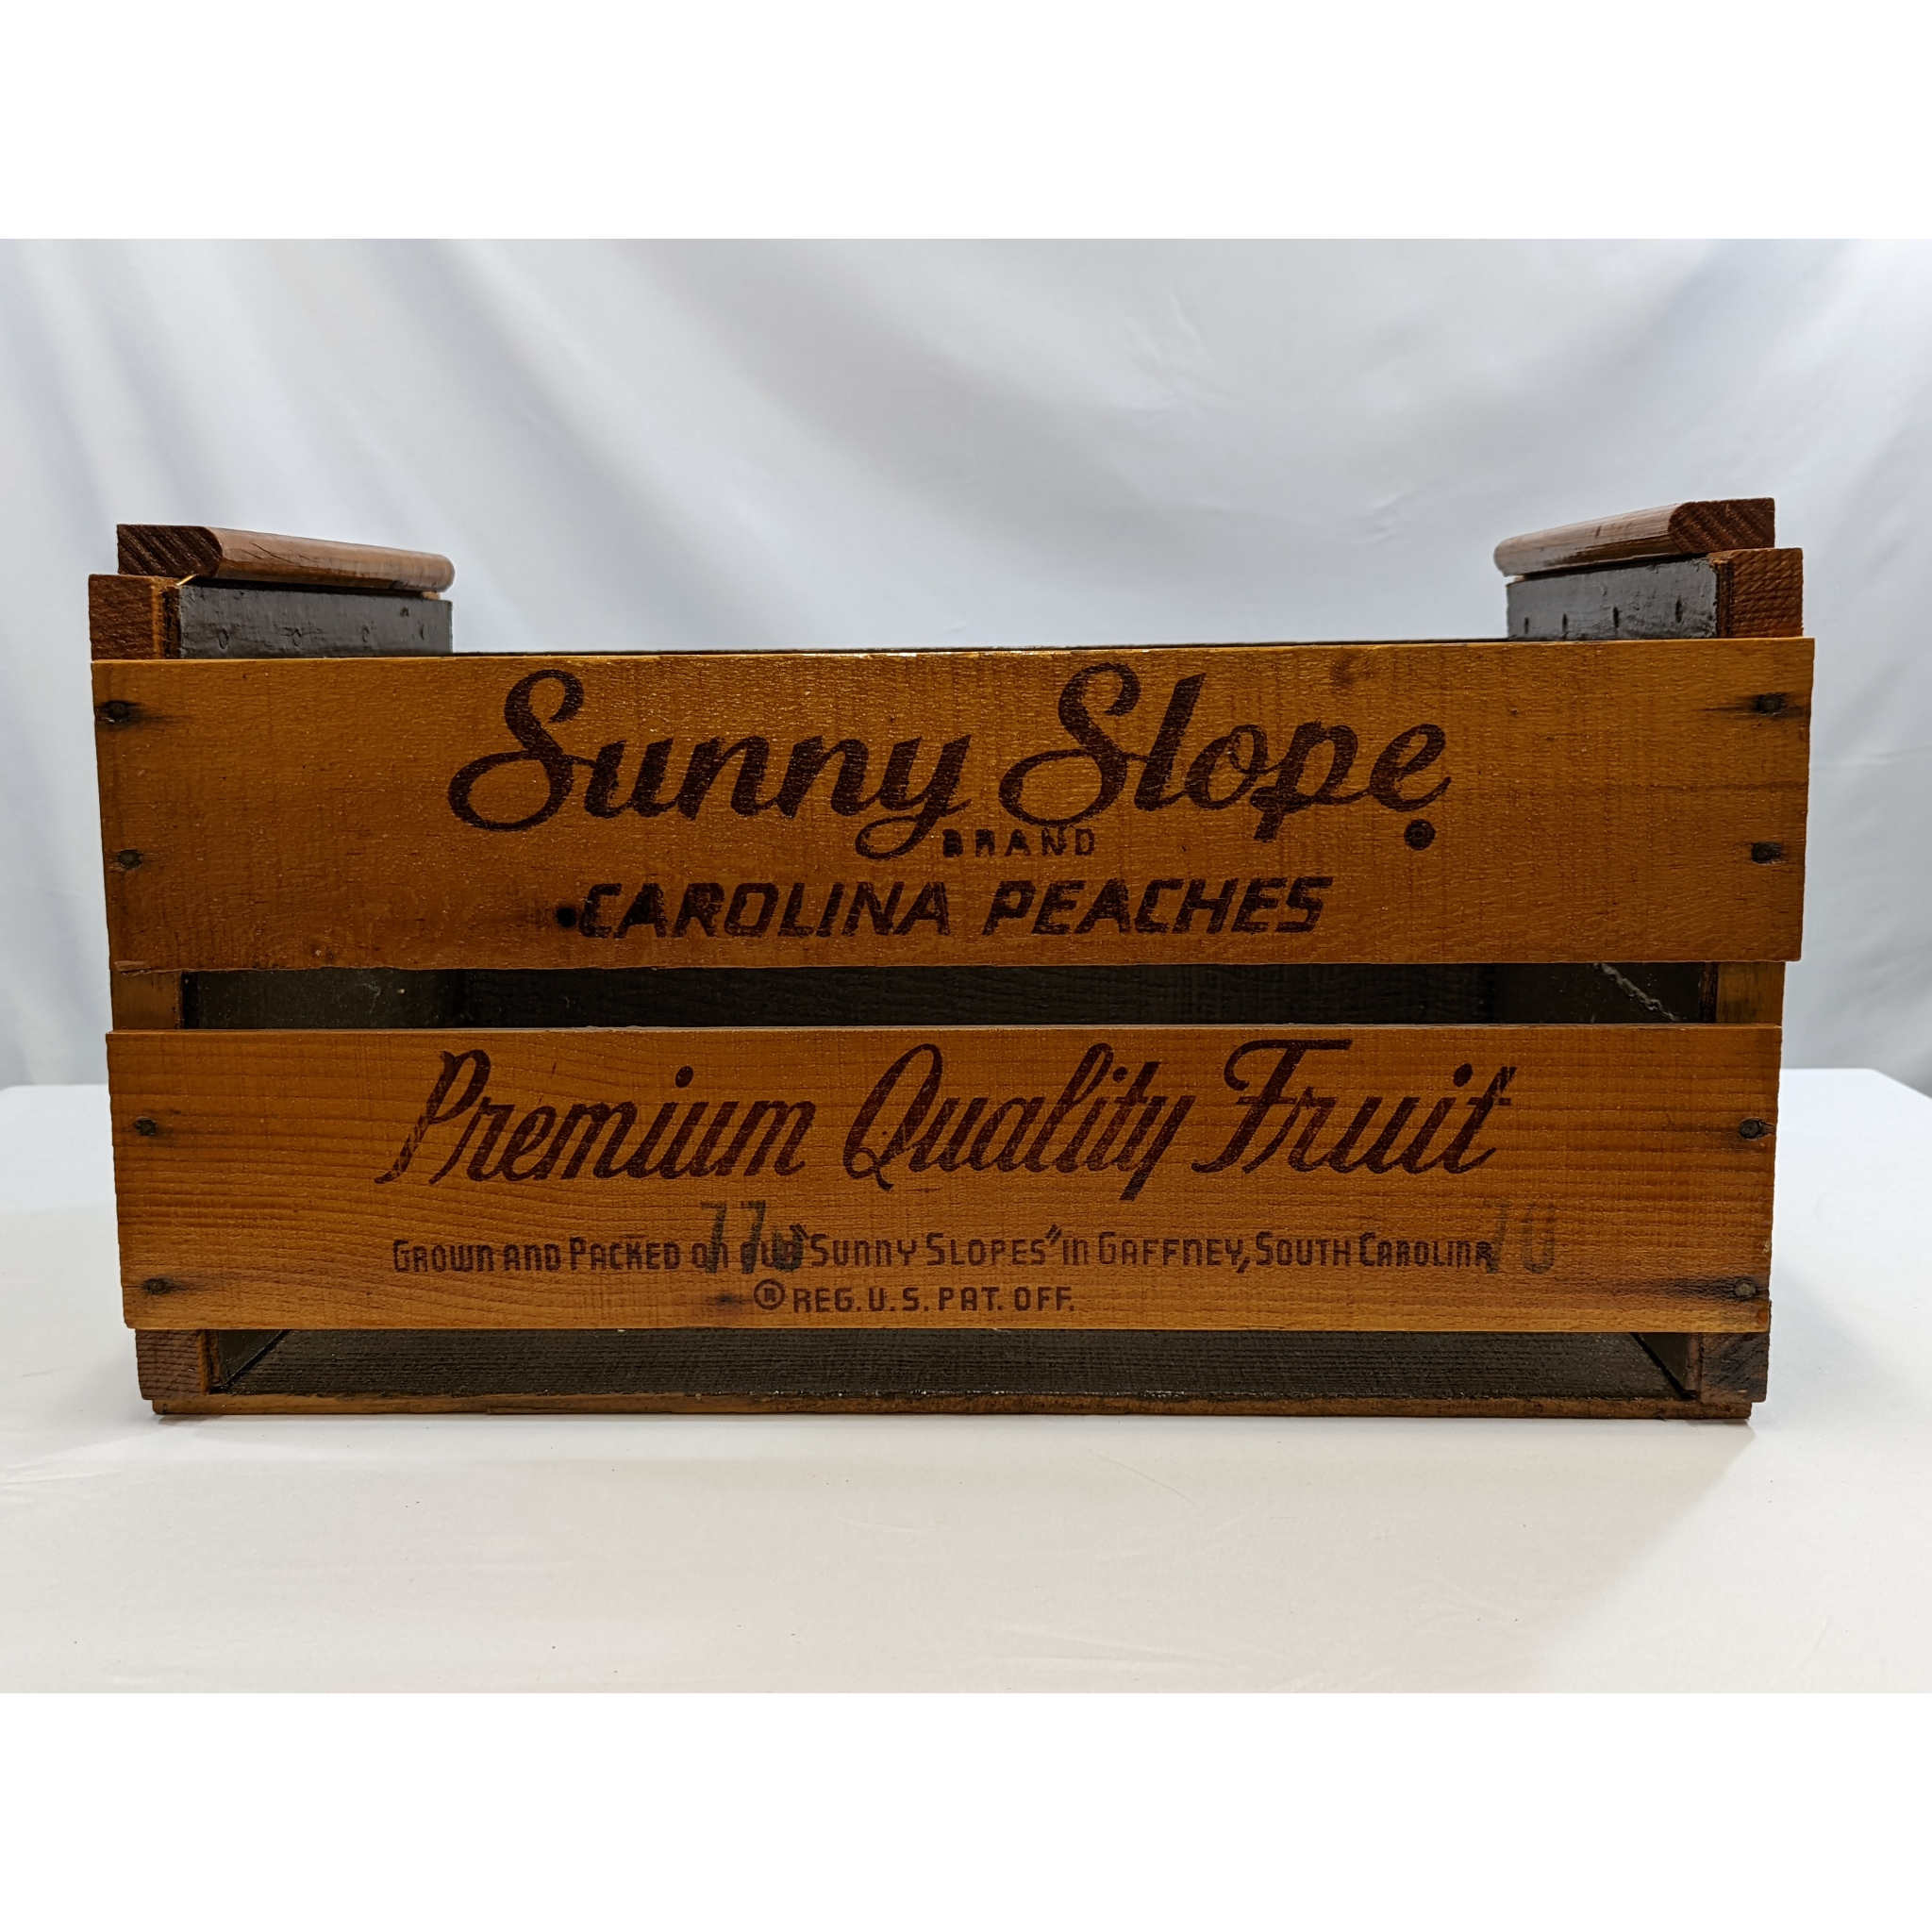 Sunny Slope ®
BRAND
CAROLINA PEACHES
Premium Quality Fruit
GROWN AND PACKED ON OUR "SUNNY SLOPES" IN GAFFNEY, SOUTH CAROLINA
® REG. U. S. PAT. OFF.